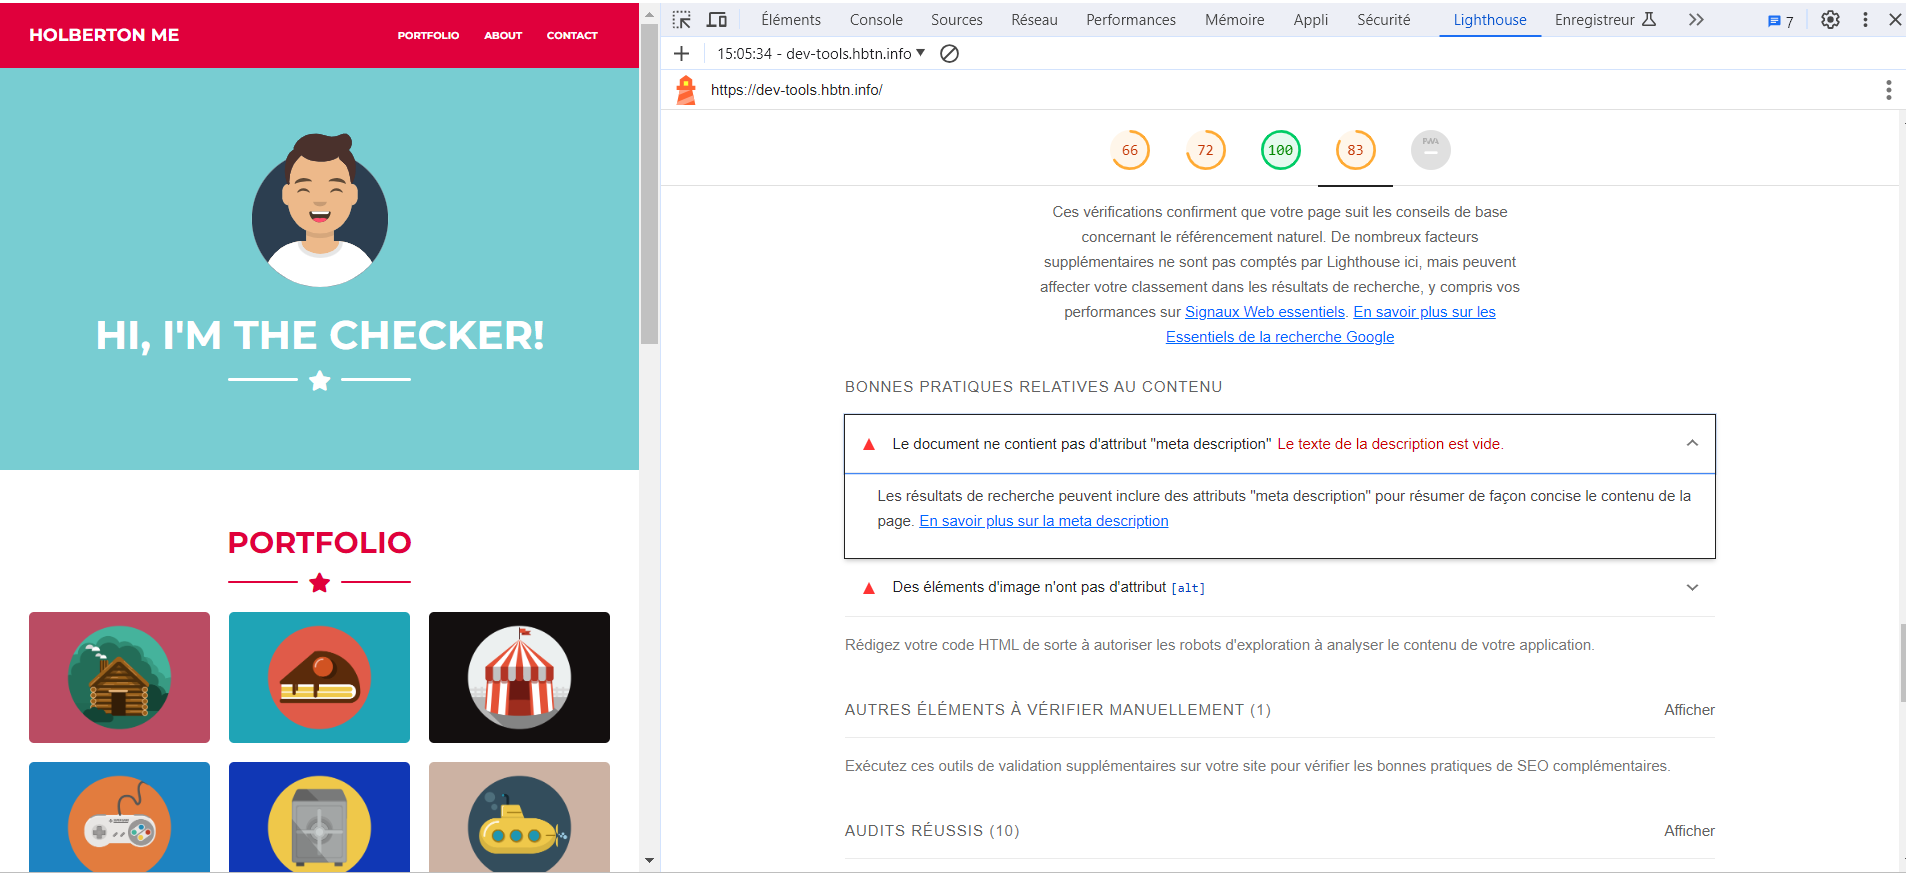 HOLBERTON ME
PORTFOLIO ABOUT CONTACT
HI, I'M THE CHECKER!
PORTFOLIO
Éléments Console Sources Réseau Performances Mémoire Appli Sécurité Lighthouse Enregistreur 7
15:05:34 - dev-tools.hbtn.info
https://dev-tools.hbtn.info/
66 72 100 83 PWA
Ces vérifications confirment que votre page suit les conseils de base
concernant le référencement naturel. De nombreux facteurs
supplémentaires ne sont pas comptés par Lighthouse ici, mais peuvent
affecter votre classement dans les résultats de recherche, y compris vos
performances sur Signaux Web essentiels. En savoir plus sur les
Essentiels de la recherche Google
BONNES PRATIQUES RELATIVES AU CONTENU
Le document ne contient pas d'attribut "meta description" Le texte de la description est vide.
Les résultats de recherche peuvent inclure des attributs "meta description" pour résumer de façon concise le contenu de la
page. En savoir plus sur la meta description
Des éléments d'image n'ont pas d'attribut [alt]
Rédigez votre code HTML de sorte à autoriser les robots d'exploration à analyser le contenu de votre application.
AUTRES ÉLÉMENTS À VÉRIFIER MANUELLEMENT (1) Afficher
Exécutez ces outils de validation supplémentaires sur votre site pour vérifier les bonnes pratiques de SEO complémentaires.
AUDITS RÉUSSIS (10) Afficher